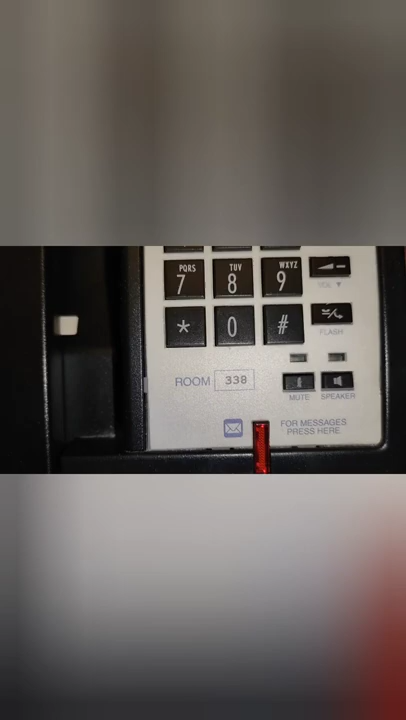 PQRS TUV WXYZ
7 8 9
VOL ▼
* 0 #
FLASH
ROOM 338
MUTE SPEAKER
FOR MESSAGES
PRESS HERE